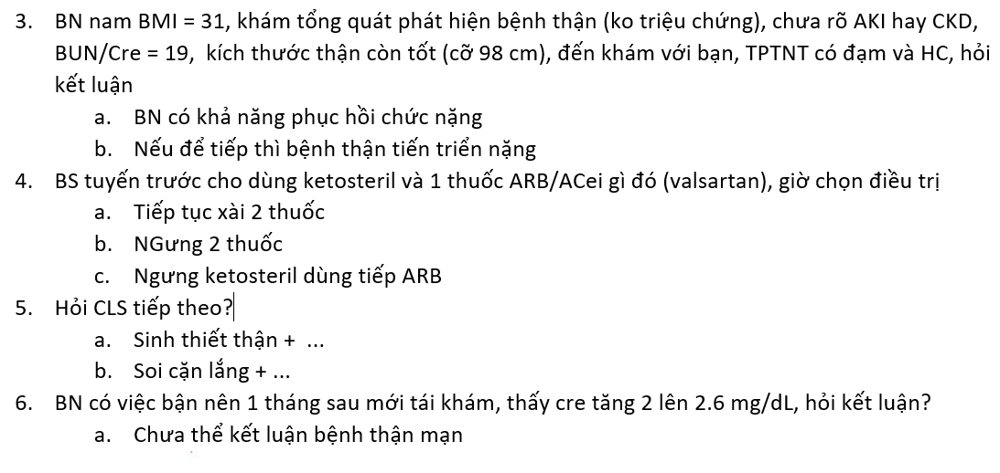 3. BN nam BMI = 31, khám tổng quát phát hiện bệnh thận (ko triệu chứng), chưa rõ AKI hay CKD,
BUN/Cre = 19, kích thước thận còn tốt (cỡ 98 cm), đến khám với bạn, TPTNT có đạm và HC, hỏi
kết luận
a. BN có khả năng phục hồi chức nặng
b. Nếu để tiếp thì bệnh thận tiến triển nặng
4. BS tuyến trước cho dùng ketosteril và 1 thuốc ARB/ACei gì đó (valsartan), giờ chọn điều trị
a. Tiếp tục xài 2 thuốc
b. NGưng 2 thuốc
c. Ngưng ketosteril dùng tiếp ARB
5. Hỏi CLS tiếp theo?
a. Sinh thiết thận + ...
b. Soi cặn lắng + ...
6. BN có việc bận nên 1 tháng sau mới tái khám, thấy cre tăng 2 lên 2.6 mg/dL, hỏi kết luận?
a. Chưa thể kết luận bệnh thận mạn